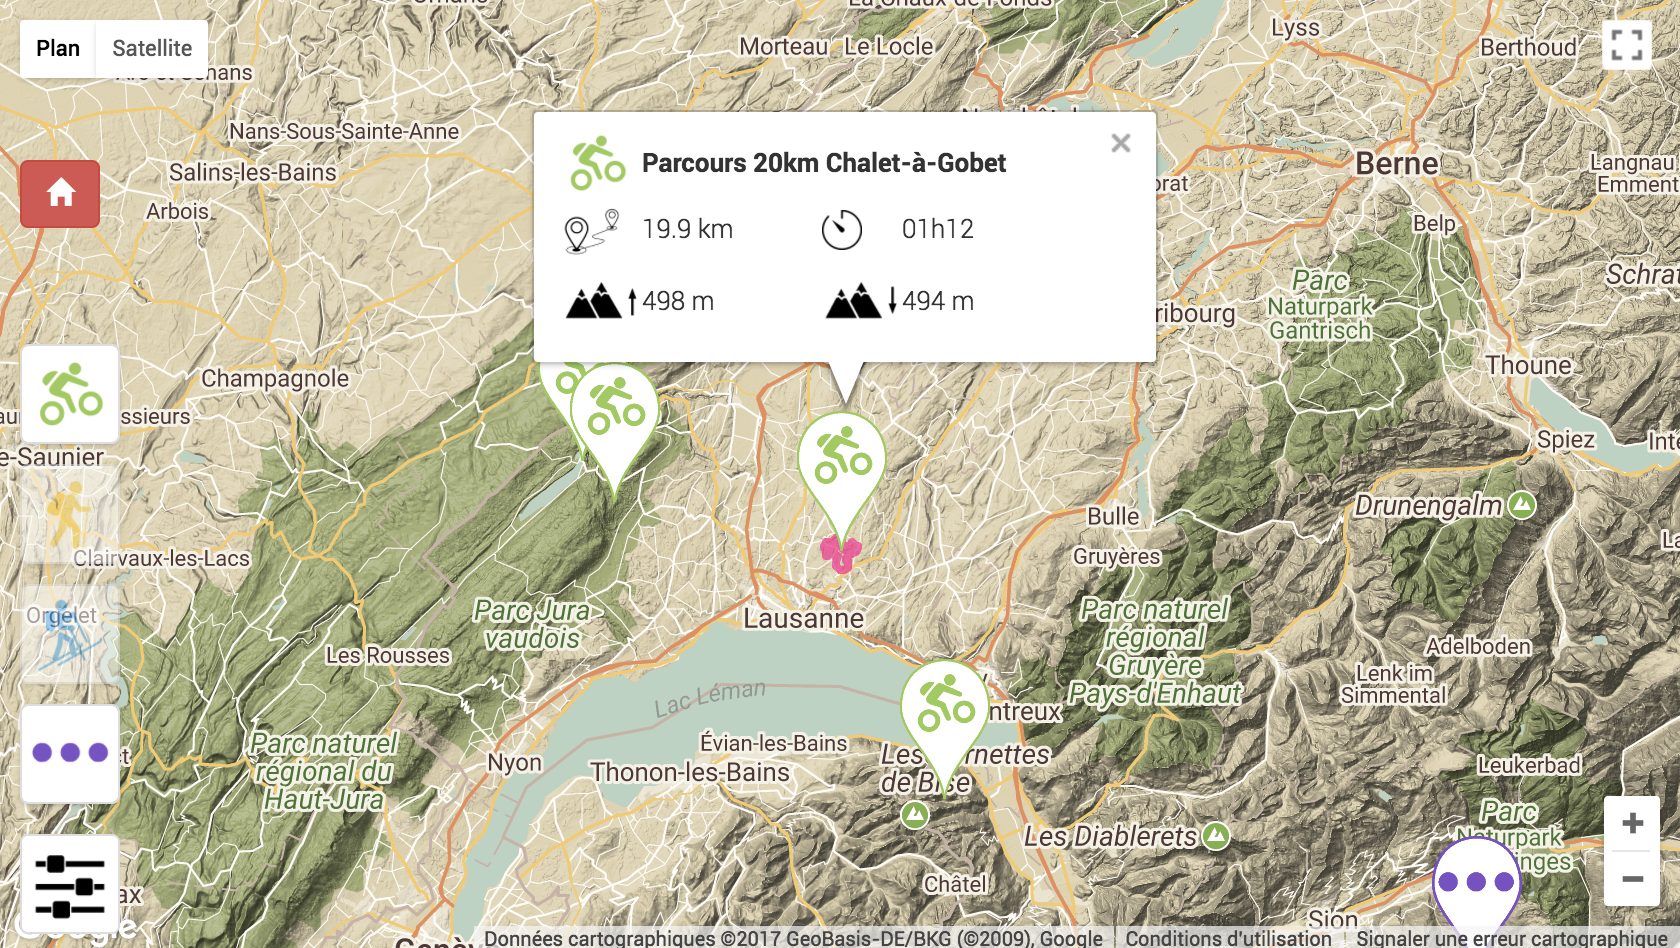 Plan
Satellite
Morteau
Le Locle
Lyss
Berthoud
Nans-Sous-Sainte-Anne
Salins-les-Bains
Arbois
Berne
Langnau
Emment
Belp
Parcours 20km Chalet-à-Gobet
19.9 km
01h12
498 m
494 m
Schrat
Parc
Naturpark
Gantrisch
ribourg
Thoune
Champagnole
ssieurs
e-Saunier
Spiez
Inte
Drunengalm
Bulle
Gruyères
Clairvaux-les-Lacs
Orgelet
Parc Jura
vaudois
Lausanne
Les Rousses
Parc naturel
régional
Gruyère
Pays-d'Enhaut
Adelboden
Lenk im
Simmental
Lac Léman
ntreux
Parc naturel
régional du
Haut-Jura
Nyon
Évian-les-Bains
Thonon-les-Bains
Les
rnettes
de Bise
Leukerbad
Les Diablerets
Parc
Naturpark
inges
Châtel
ax
Sion
Genèv
Google
Données cartographiques ©2017 GeoBasis-DE/BKG (©2009), Google
Conditions d'utilisation
Signaler une erreur cartographique